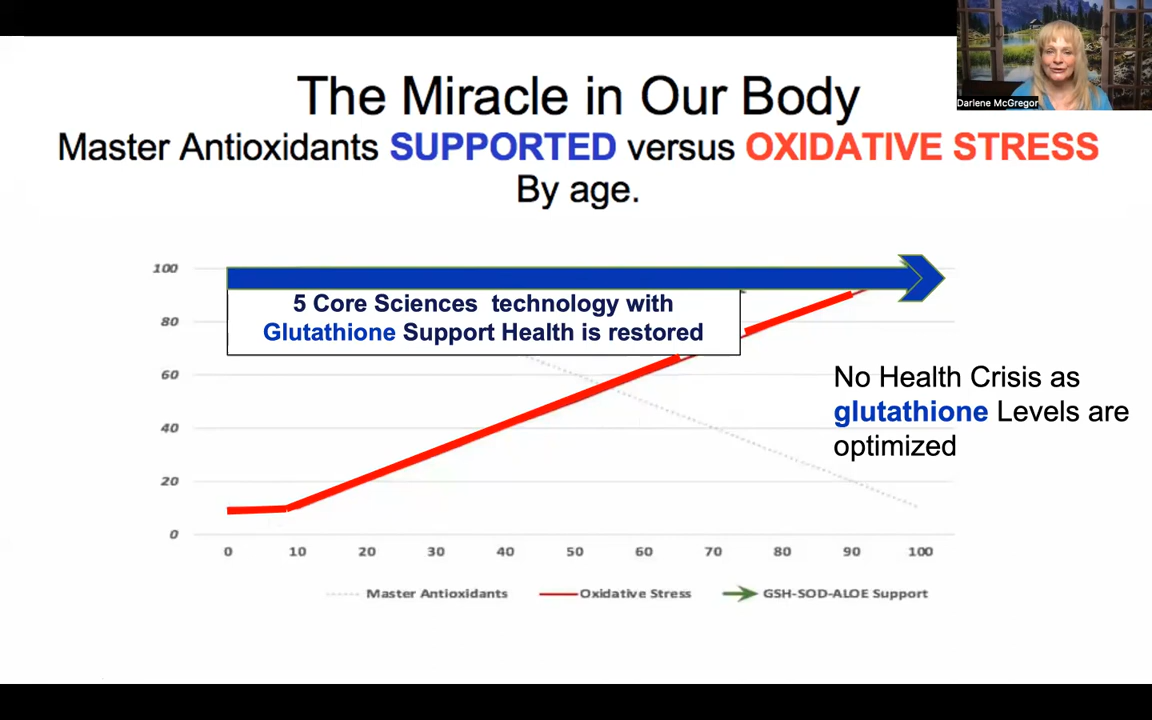 The Miracle in Our Body
Master Antioxidants SUPPORTED versus OXIDATIVE STRESS
By age.
Darlene McGregor
100
80
60
40
20
0
5 Core Sciences technology with
Glutathione Support Health is restored
No Health Crisis as
glutathione Levels are
optimized
0 10 20 30 40 50 60 70 80 90 100
Master Antioxidants Oxidative Stress GSH-SOD-ALOE Support